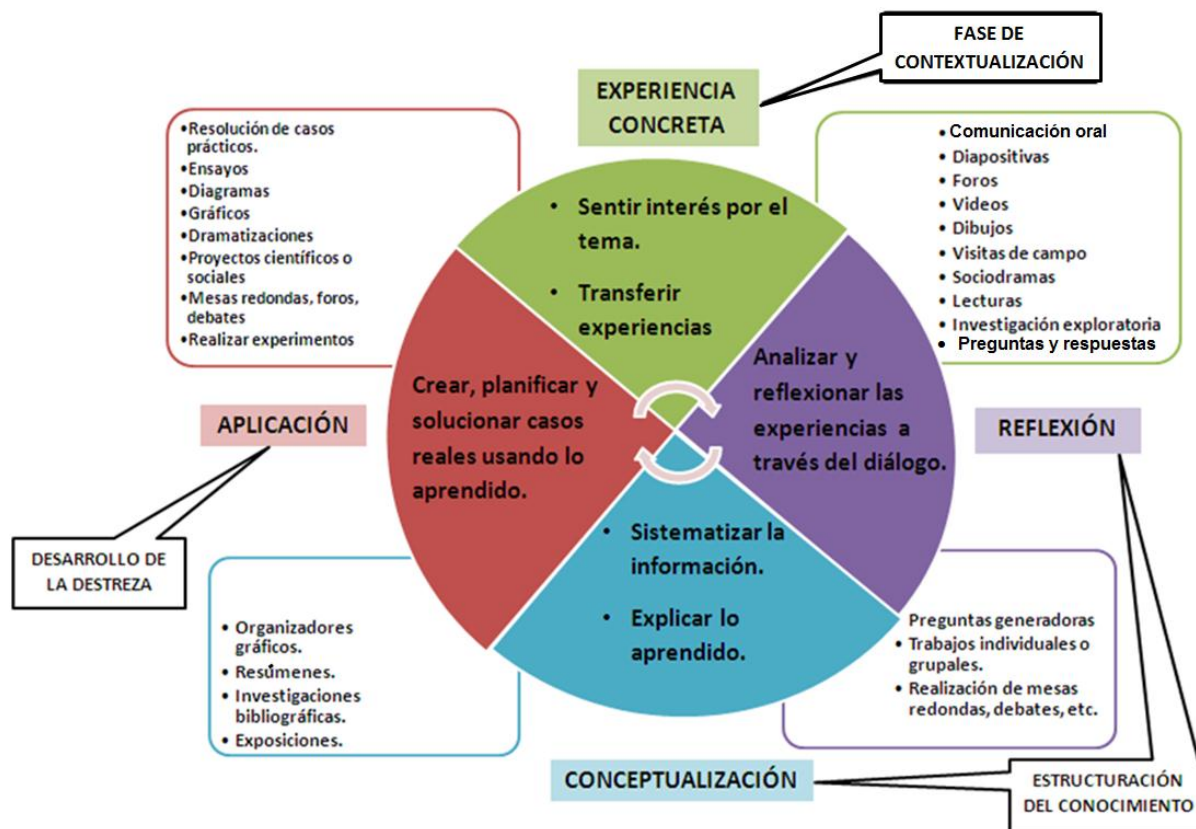 FASE DE
CONTEXTUALIZACIÓN
EXPERIENCIA
CONCRETA
•Resolución de casos
prácticos.
•Ensayos
•Diagramas
•Gráficos
•Dramatizaciones
•Proyectos científicos o
sociales
•Mesas redondas, foros,
debates
•Realizar experimentos
• Comunicación oral
• Diapositivas
• Foros
• Videos
• Dibujos
• Visitas de campo
• Sociodramas
• Lecturas
• Investigación exploratoria
• Preguntas y respuestas
• Sentir interés por el
tema.
• Transferir
experiencias
Analizar y
reflexionar las
experiencias a
través del diálogo.
Crear, planificar y
solucionar casos
reales usando lo
aprendido.
APLICACIÓN
REFLEXIÓN
• Sistematizar la
información.
• Explicar lo
aprendido.
DESARROLLO DE
LA DESTREZA
• Organizadores
gráficos.
• Resúmenes.
• Investigaciones
bibliográficas.
• Exposiciones.
Preguntas generadoras
• Trabajos individuales o
grupales.
• Realización de mesas
redondas, debates, etc.
CONCEPTUALIZACIÓN
ESTRUCTURACIÓN
DEL CONOCIMIENTO